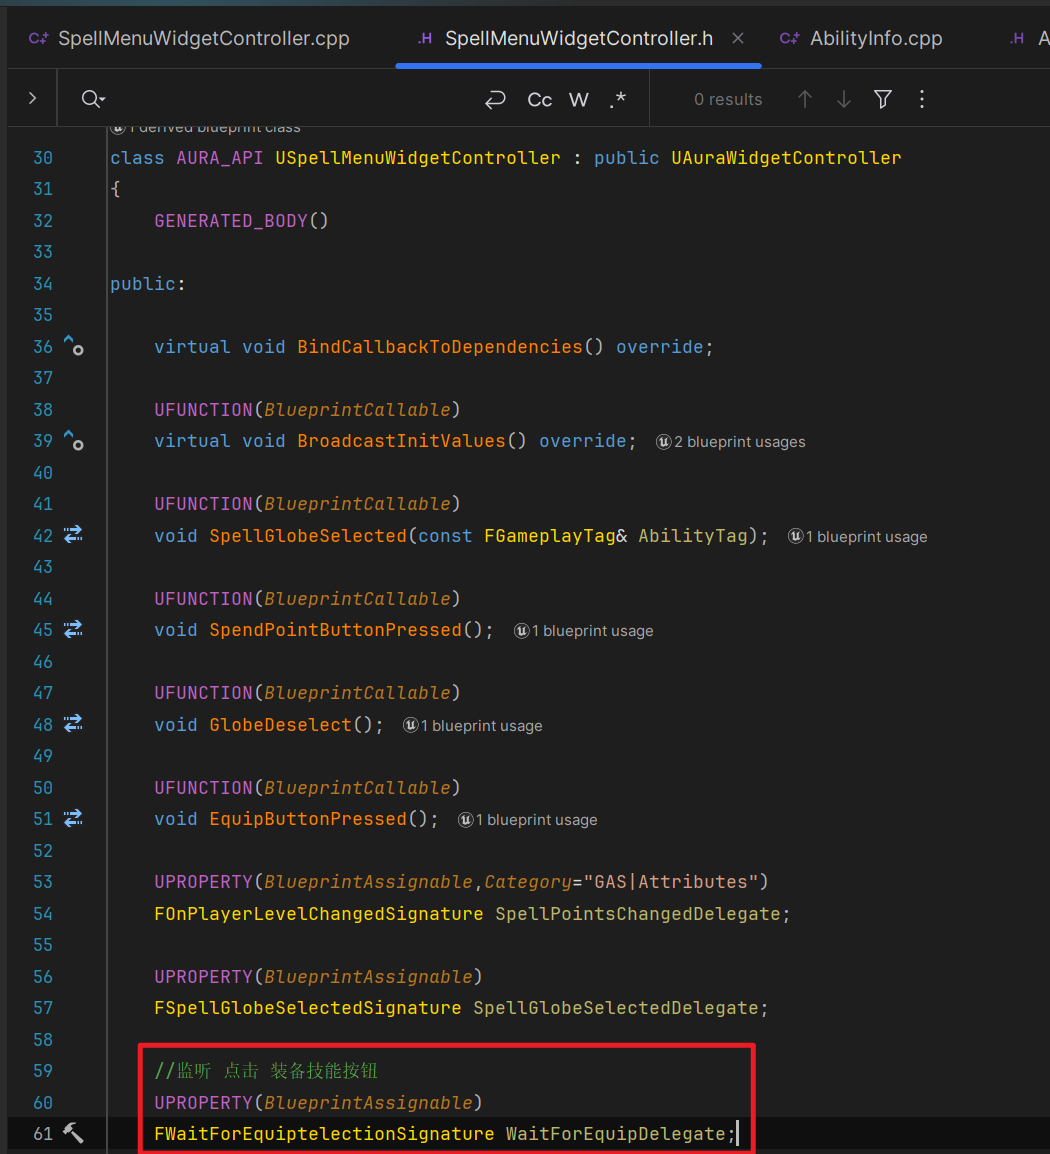 SpellMenuWidgetController.cpp
SpellMenuWidgetController.h
AbilityInfo.cpp
Cc W .* 0 results
1 derived blueprint class
30 class AURA_API USpellMenuWidgetController : public UAuraWidgetController
31 {
32 GENERATED_BODY()
33
34 public:
35
36 virtual void BindCallbackToDependencies() override;
37
38 UFUNCTION(BlueprintCallable)
39 virtual void BroadcastInitValues() override; 2 blueprint usages
40
41 UFUNCTION(BlueprintCallable)
42 void SpellGlobeSelected(const FGameplayTag& AbilityTag); 1 blueprint usage
43
44 UFUNCTION(BlueprintCallable)
45 void SpendPointButtonPressed(); 1 blueprint usage
46
47 UFUNCTION(BlueprintCallable)
48 void GlobeDeselect(); 1 blueprint usage
49
50 UFUNCTION(BlueprintCallable)
51 void EquipButtonPressed(); 1 blueprint usage
52
53 UPROPERTY(BlueprintAssignable,Category="GAS|Attributes")
54 FOnPlayerLevelChangedSignature SpellPointsChangedDelegate;
55
56 UPROPERTY(BlueprintAssignable)
57 FSpellGlobeSelectedSignature SpellGlobeSelectedDelegate;
58
59 //监听 点击 装备技能按钮
60 UPROPERTY(BlueprintAssignable)
61 FWaitForEquiptelectionSignature WaitForEquipDelegate;